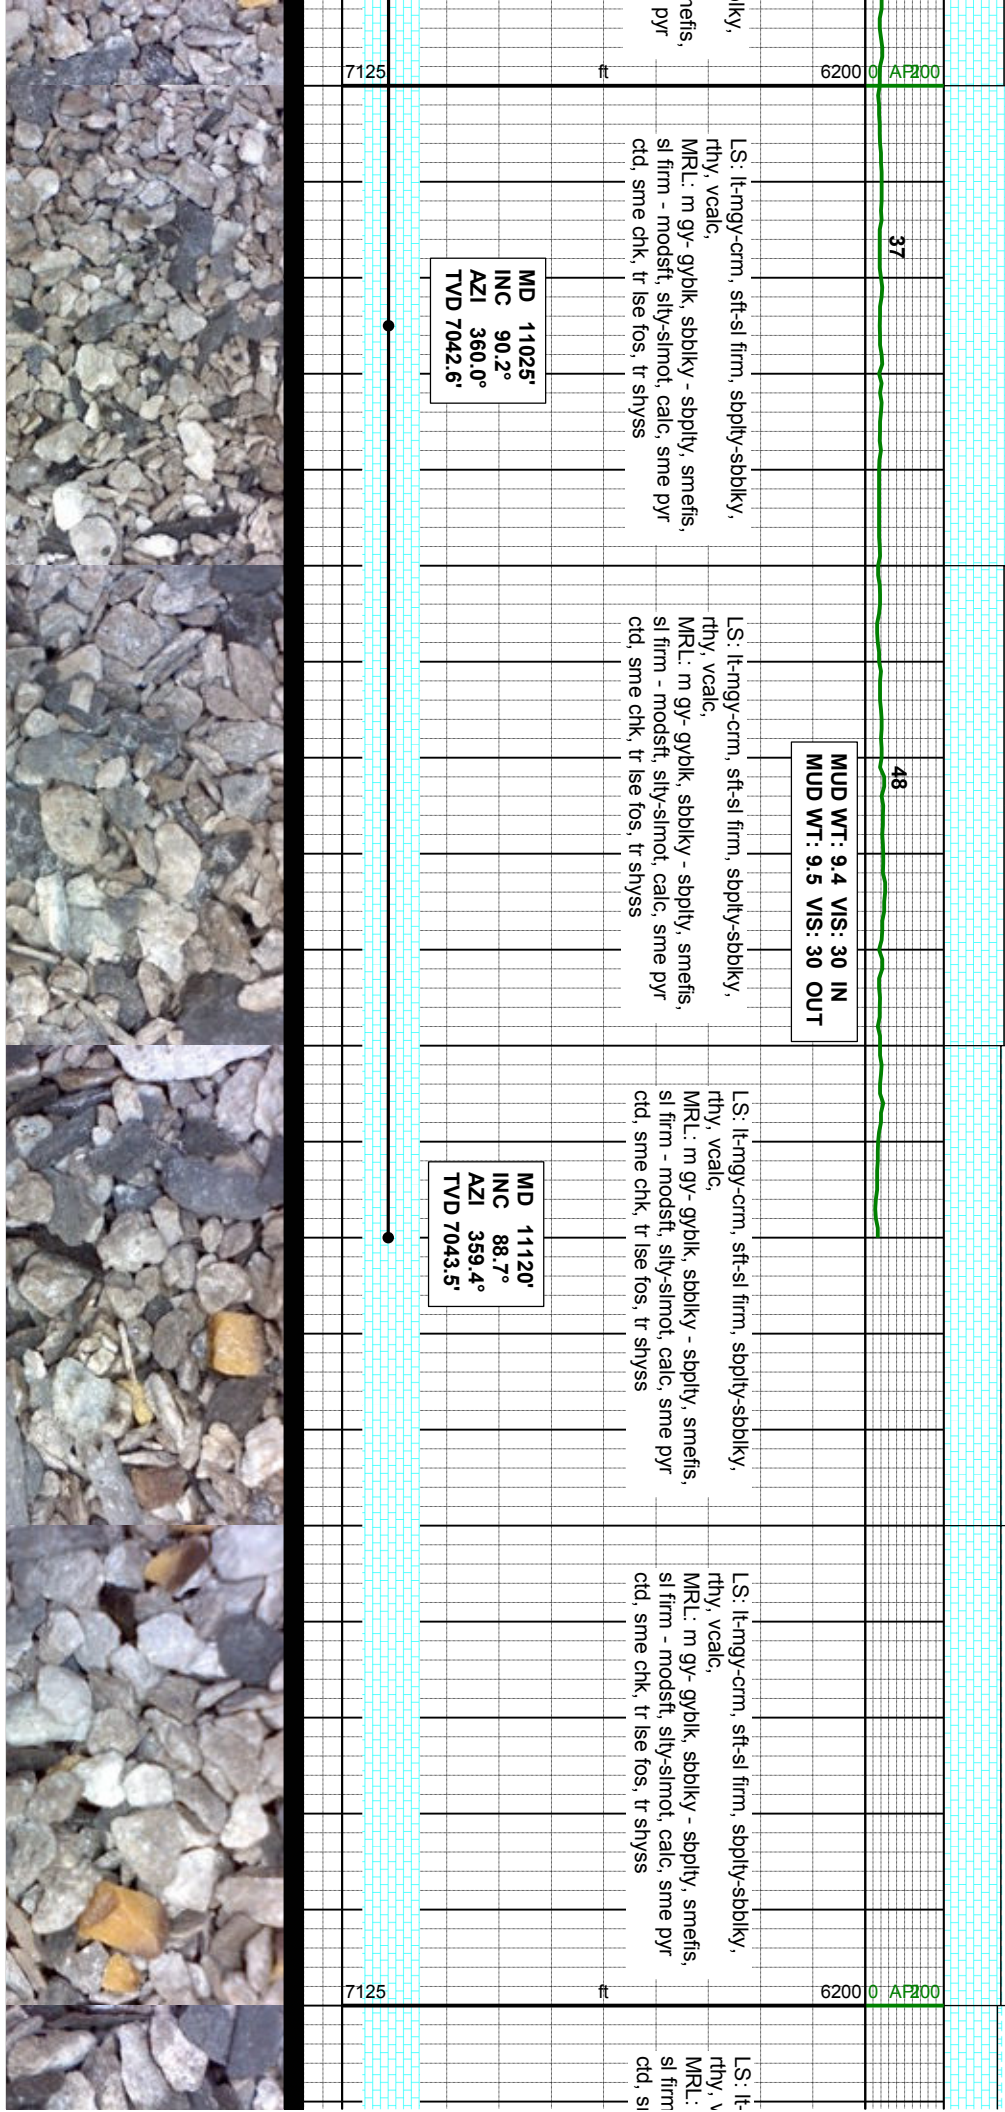 lky,
nefis,
pyr
7125
ft
6200
0
API
200
LS: lt-mgy-crm, sft-sl firm, sbplty-sbblky,
rthy, vcalc,
MRL: m gy- gyblk, sbblky - sbplty, smefis,
sl firm - modsft, slty-slmot, calc, sme pyr
ctd, sme chk, tr lse fos, tr shyss
37
MD 11025'
INC 90.2°
AZI 360.0°
TVD 7042.6'
LS: lt-mgy-crm, sft-sl firm, sbplty-sbblky,
rthy, vcalc,
MRL: m gy- gyblk, sbblky - sbplty, smefis,
sl firm - modsft, slty-slmot, calc, sme pyr
ctd, sme chk, tr lse fos, tr shyss
48
MUD WT: 9.4 VIS: 30 IN
MUD WT: 9.5 VIS: 30 OUT
LS: lt-mgy-crm, sft-sl firm, sbplty-sbblky,
rthy, vcalc,
MRL: m gy- gyblk, sbblky - sbplty, smefis,
sl firm - modsft, slty-slmot, calc, sme pyr
ctd, sme chk, tr lse fos, tr shyss
MD 11120'
INC 88.7°
AZI 359.4°
TVD 7043.5'
LS: lt-mgy-crm, sft-sl firm, sbplty-sbblky,
rthy, vcalc,
MRL: m gy- gyblk, sbblky - sbplty, smefis,
sl firm - modsft, slty-slmot, calc, sme pyr
ctd, sme chk, tr lse fos, tr shyss
7125
ft
6200
0
API
200
LS: lt-
rthy,
MRL:
sl firm
ctd,